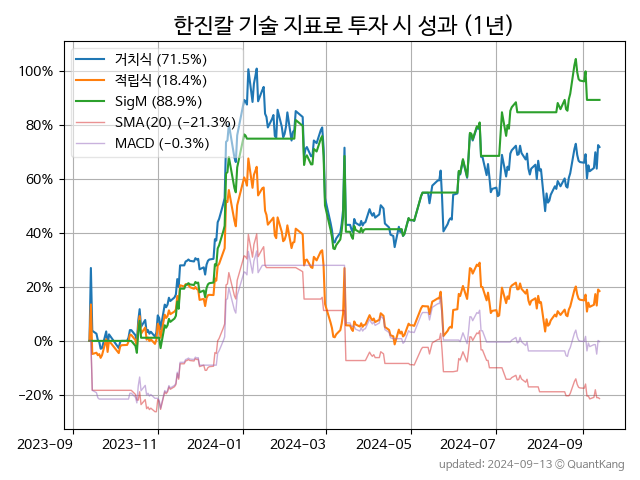 한진칼 기술 지표로 투자 시 성과 (1년)
거치식 (71.5%)
적립식 (18.4%)
SigM (88.9%)
SMA(20) (−21.3%)
MACD (−0.3%)
100%
80%
60%
40%
20%
0%
−20%
2023-09
2023-11
2024-01
2024-03
2024-05
2024-07
2024-09
updated: 2024-09-13 © QuantKang